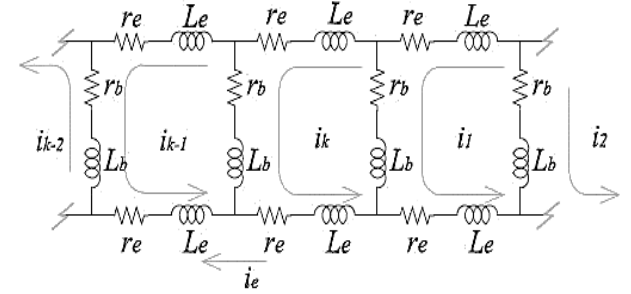 re Le re Le re Le
rb rb rb rb
ik-2 ik-1 ik i1 i2
Lb Lb Lb Lb
re Le re Le re Le
ie